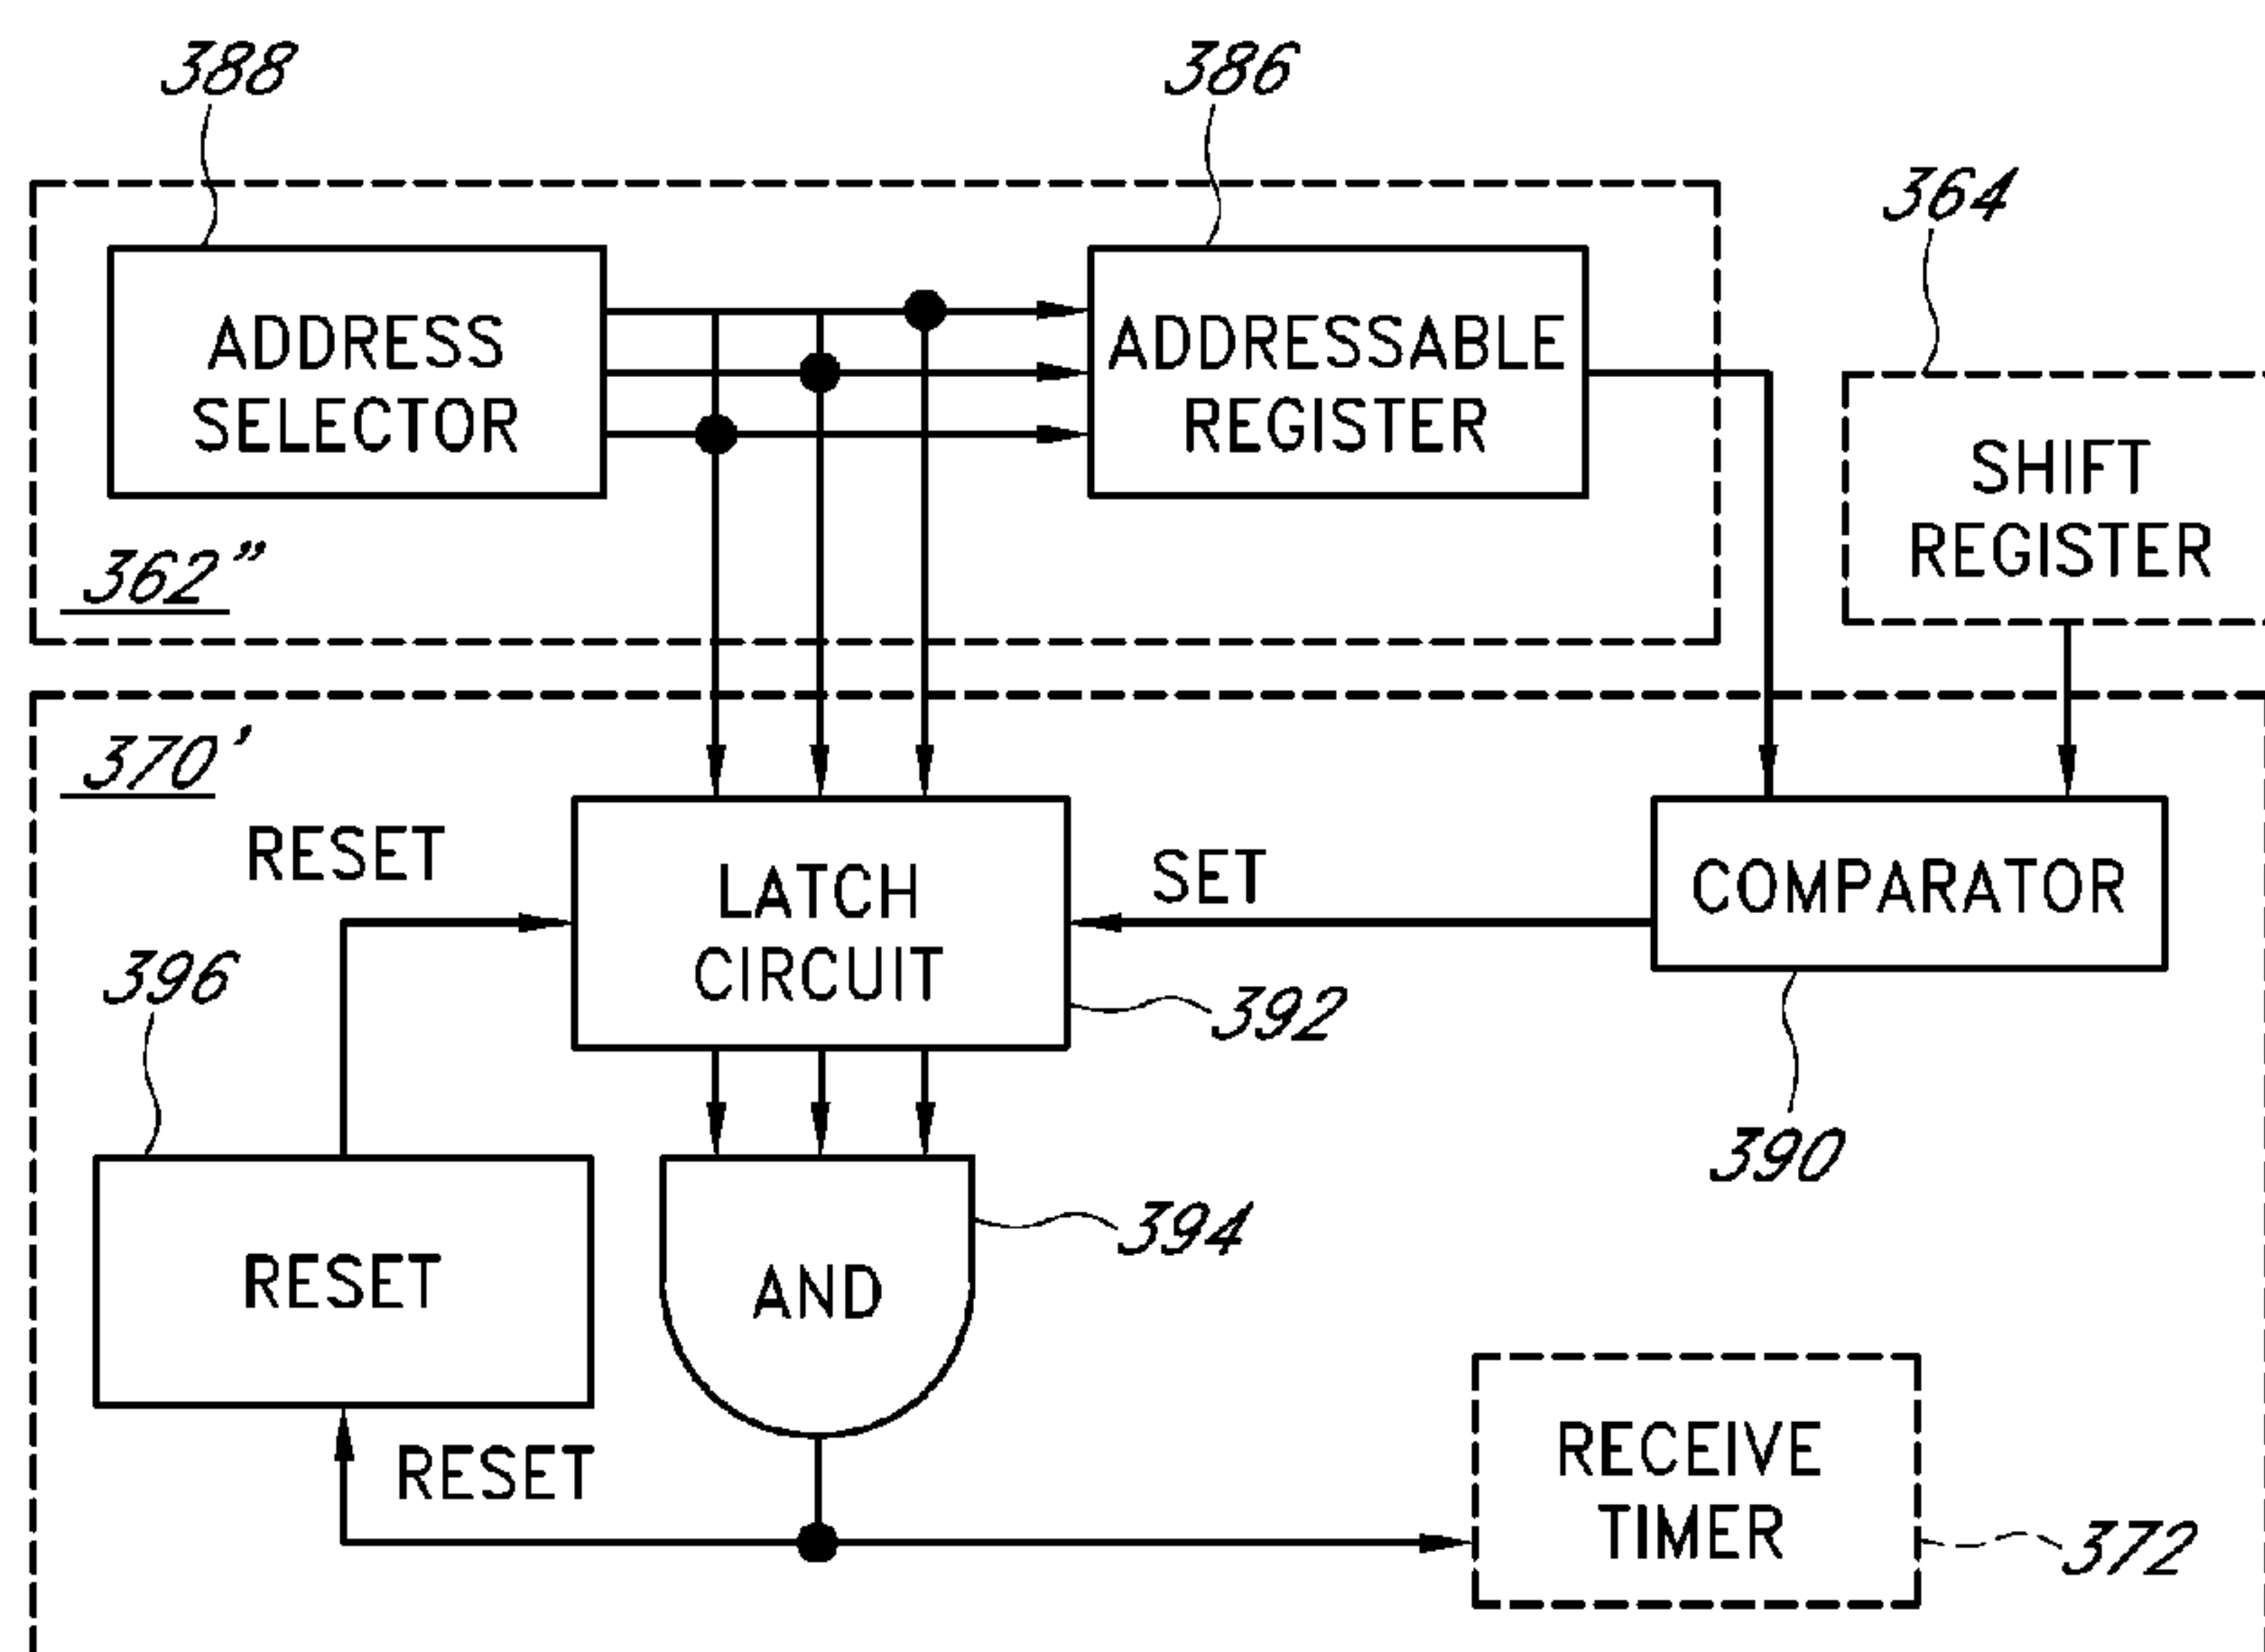 388
386
364
ADDRESS
SELECTOR
ADDRESSABLE
REGISTER
SHIFT
REGISTER
362"
370'
RESET
LATCH
CIRCUIT
SET
COMPARATOR
396
392
390
RESET
AND
394
RESET
RECEIVE
TIMER
372